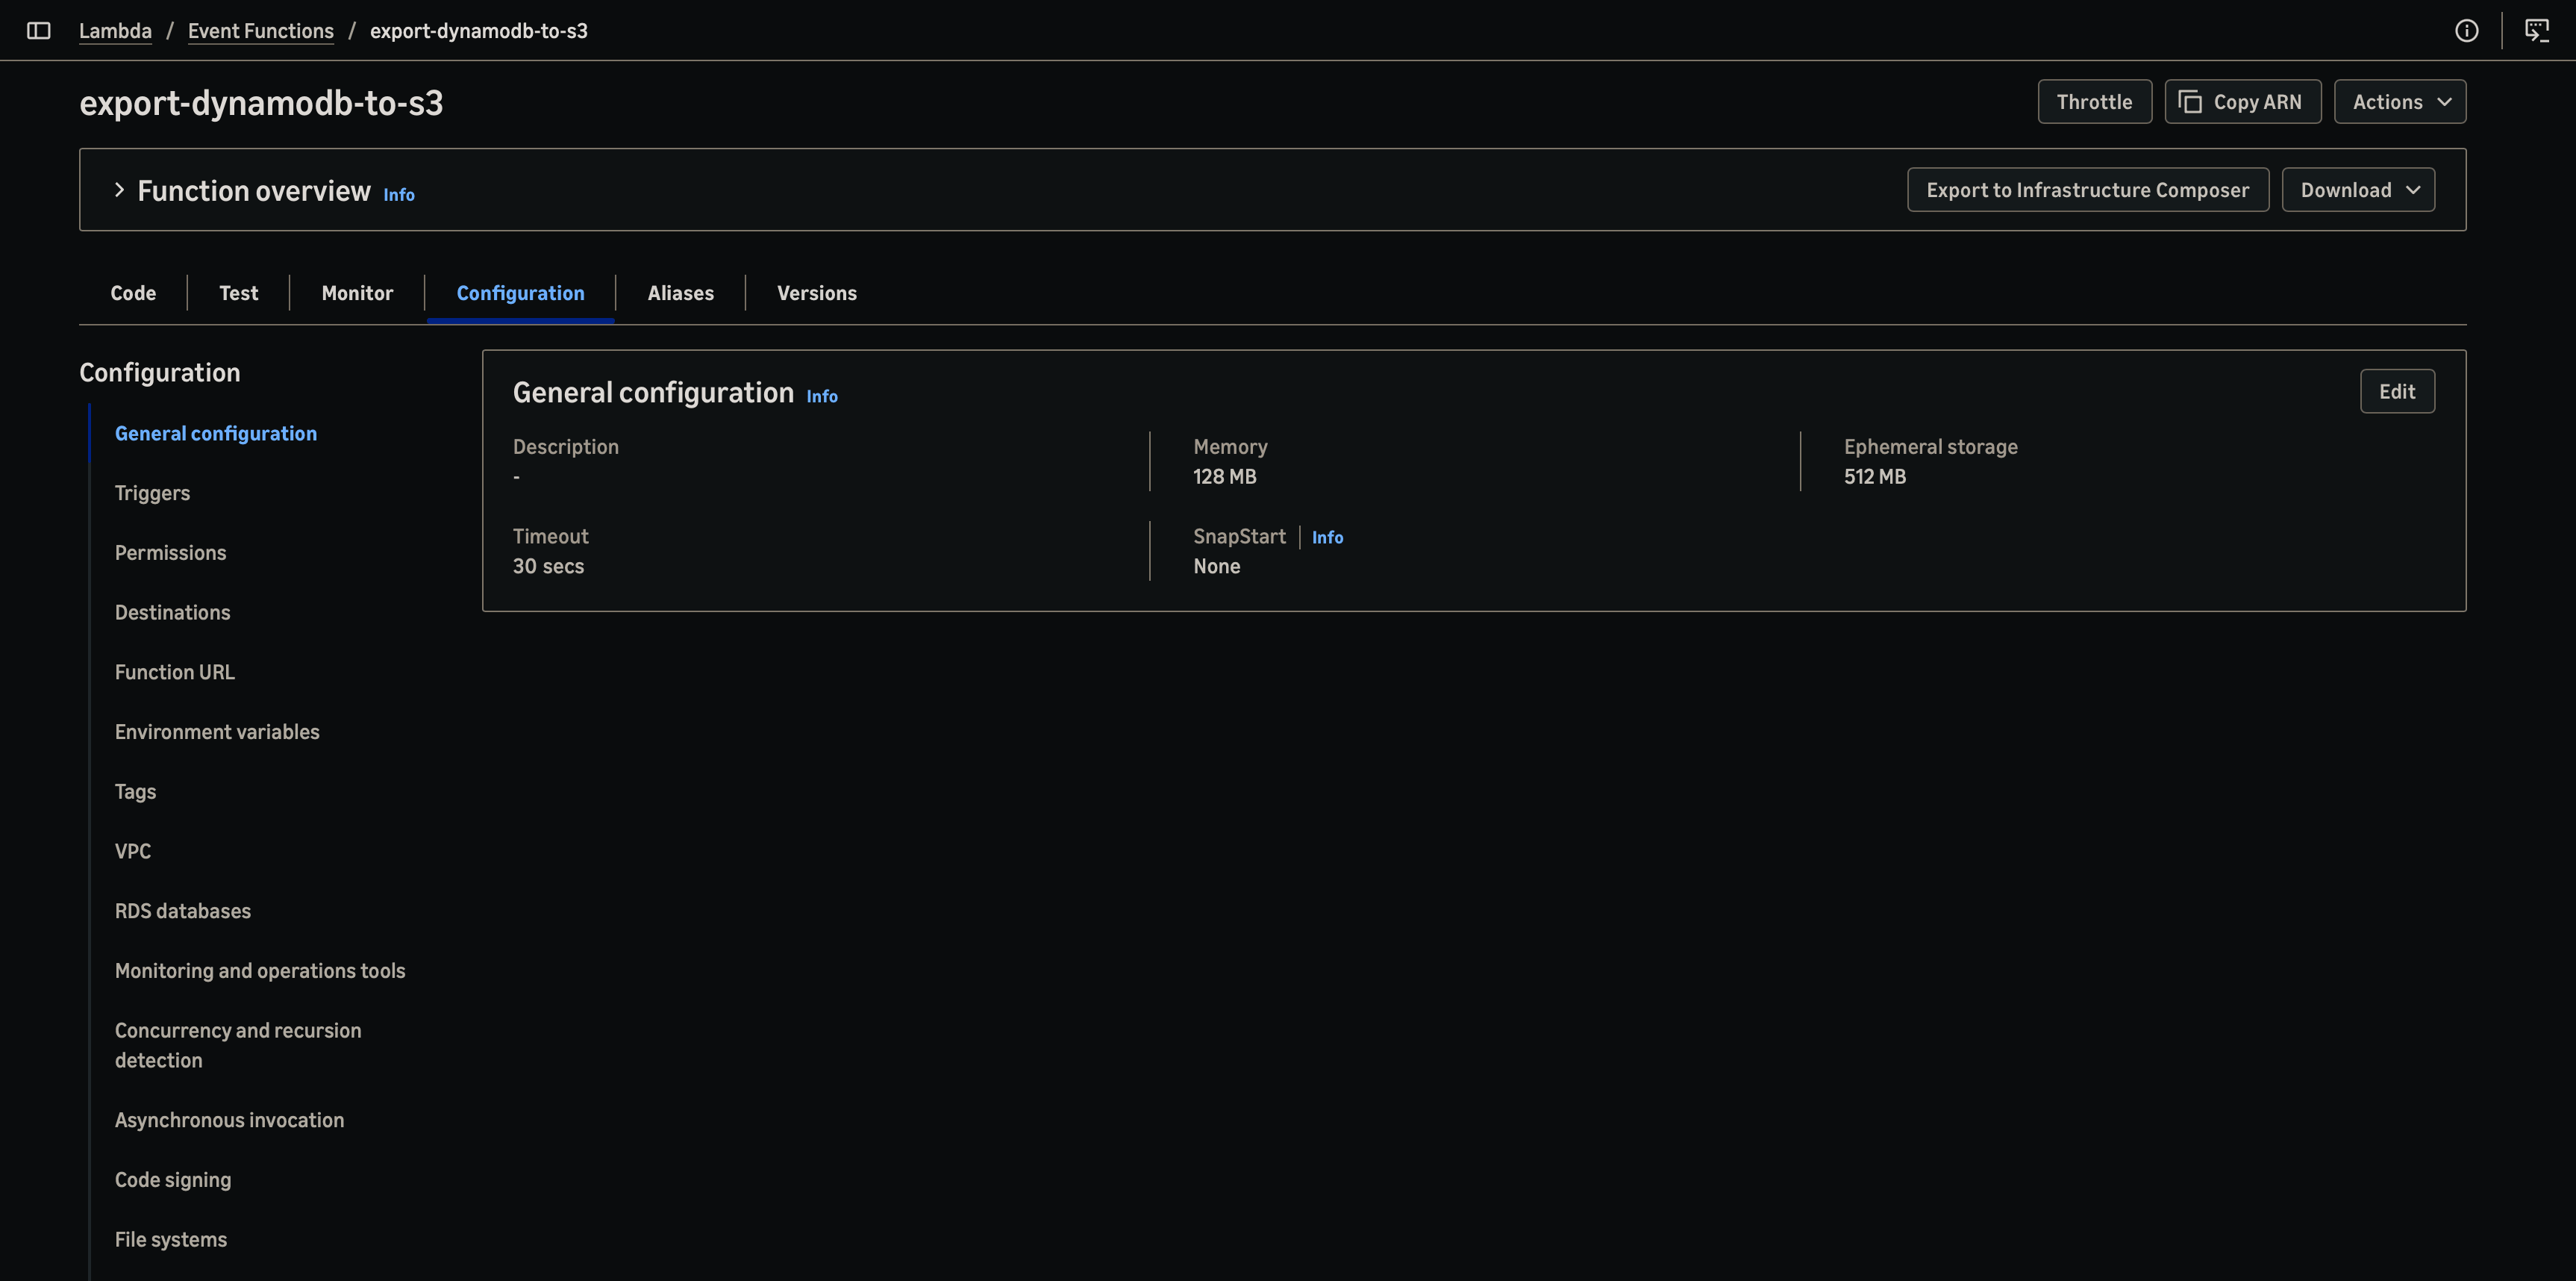 Lambda / Event Functions / export-dynamodb-to-s3
export-dynamodb-to-s3
Throttle
Copy ARN
Actions
Function overview Info
Export to Infrastructure Composer
Download
Code
Test
Monitor
Configuration
Aliases
Versions
Configuration
General configuration
Triggers
Permissions
Destinations
Function URL
Environment variables
Tags
VPC
RDS databases
Monitoring and operations tools
Concurrency and recursion
detection
Asynchronous invocation
Code signing
File systems
General configuration Info
Edit
Description
-
Memory
128 MB
Ephemeral storage
512 MB
Timeout
30 secs
SnapStart Info
None